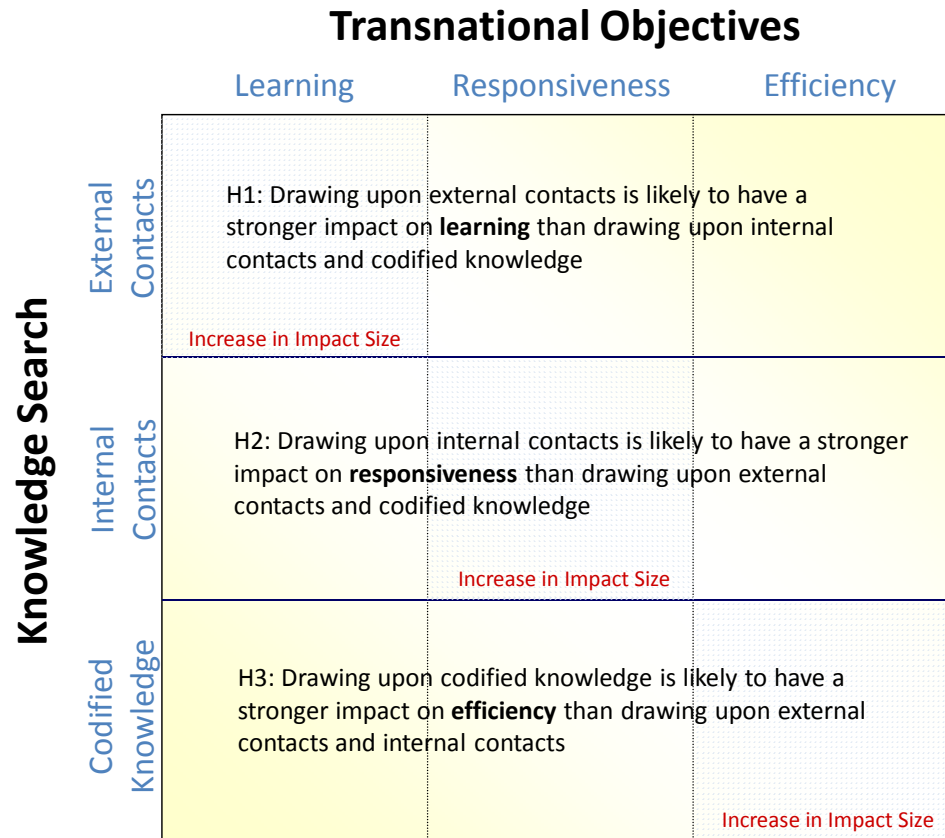 Transnational Objectives
Learning
Responsiveness
Efficiency
Knowledge Search
External
Contacts
H1: Drawing upon external contacts is likely to have a
stronger impact on learning than drawing upon internal
contacts and codified knowledge
Increase in Impact Size
Internal
Contacts
H2: Drawing upon internal contacts is likely to have a stronger
impact on responsiveness than drawing upon external
contacts and codified knowledge
Increase in Impact Size
Codified
Knowledge
H3: Drawing upon codified knowledge is likely to have a
stronger impact on efficiency than drawing upon external
contacts and internal contacts
Increase in Impact Size